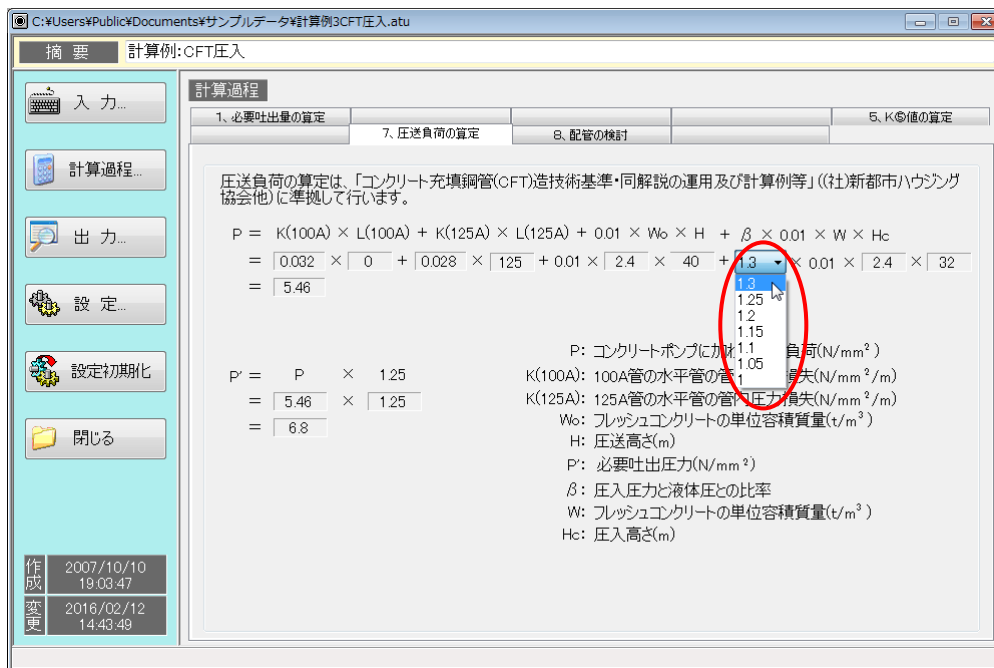 C:¥Users¥Public¥Documents¥サンプルデータ¥計算例3CFT圧入.atu
摘 要 計算例:CFT圧入
入 力...
計算過程...
出 力...
設 定...
設定初期化
閉じる
作成 2007/10/10 19:03:47
変更 2016/02/12 14:43:49
計算過程
1、必要吐出量の算定 5、KⓈ値の算定
7、圧送負荷の算定 8、配管の検討
圧送負荷の算定は、「コンクリート充填鋼管(CFT)造技術基準・同解説の運用及び計算例等」((社)新都市ハウジング
協会他)に準拠して行います。
P = K(100A) × L(100A) + K(125A) × L(125A) + 0.01 × Wo × H + β × 0.01 × W × Hc
= 0.032 × 0 + 0.028 × 125 + 0.01 × 2.4 × 40 + 1.3 × 0.01 × 2.4 × 32
= 5.46
1.3
1.25
1.2
1.15
1.1
1.05
1
P' = P × 1.25
= 5.46 × 1.25
= 6.8
P: コンクリートポンプに加わ 負荷(N/mm²)
K(100A): 100A管の水平管の管 損失(N/mm²/m)
K(125A): 125A管の水平管の管内圧力損失(N/mm²/m)
Wo: フレッシュコンクリートの単位容積質量(t/m³)
H: 圧送高さ(m)
P': 必要吐出圧力(N/mm²)
β: 圧入圧力と液体圧との比率
W: フレッシュコンクリートの単位容積質量(t/m³)
Hc: 圧入高さ(m)